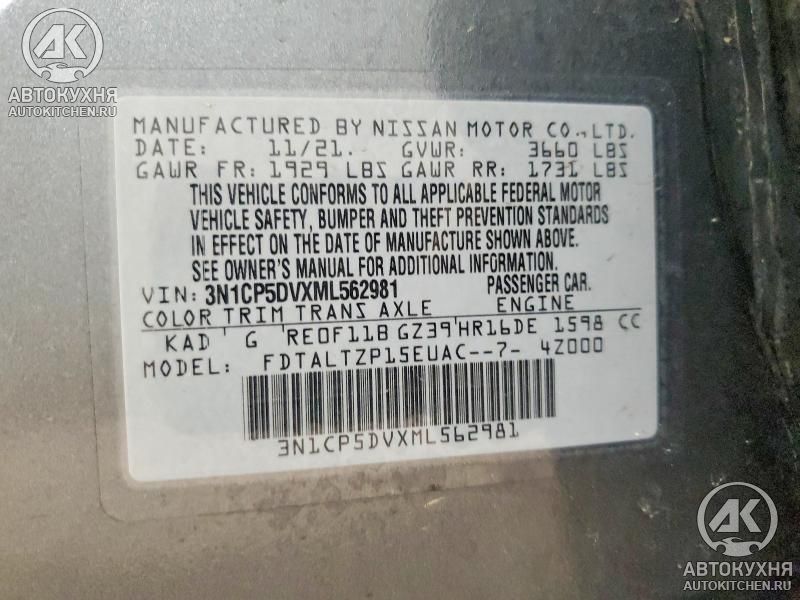 AK
АВТОКУХНЯ
AUTOKITCHEN.RU
MANUFACTURED BY NISSAN MOTOR CO.,LTD.
DATE: 11/21. GVWR: 3660 LBS
GAWR FR: 1929 LBS GAWR RR: 1731 LBS
THIS VEHICLE CONFORMS TO ALL APPLICABLE FEDERAL MOTOR
VEHICLE SAFETY, BUMPER AND THEFT PREVENTION STANDARDS
IN EFFECT ON THE DATE OF MANUFACTURE SHOWN ABOVE.
SEE OWNER'S MANUAL FOR ADDITIONAL INFORMATION.
VIN: 3N1CP5DVXML562981 PASSENGER CAR.
COLOR TRIM TRANS AXLE ENGINE
KAD G RE0F11B GZ39 HR16DE 1598 CC
MODEL: FDTALTZP15EUAC--7- 4Z000
3N1CP5DVXML562981
AK
АВТОКУХНЯ
AUTOKITCHEN.RU